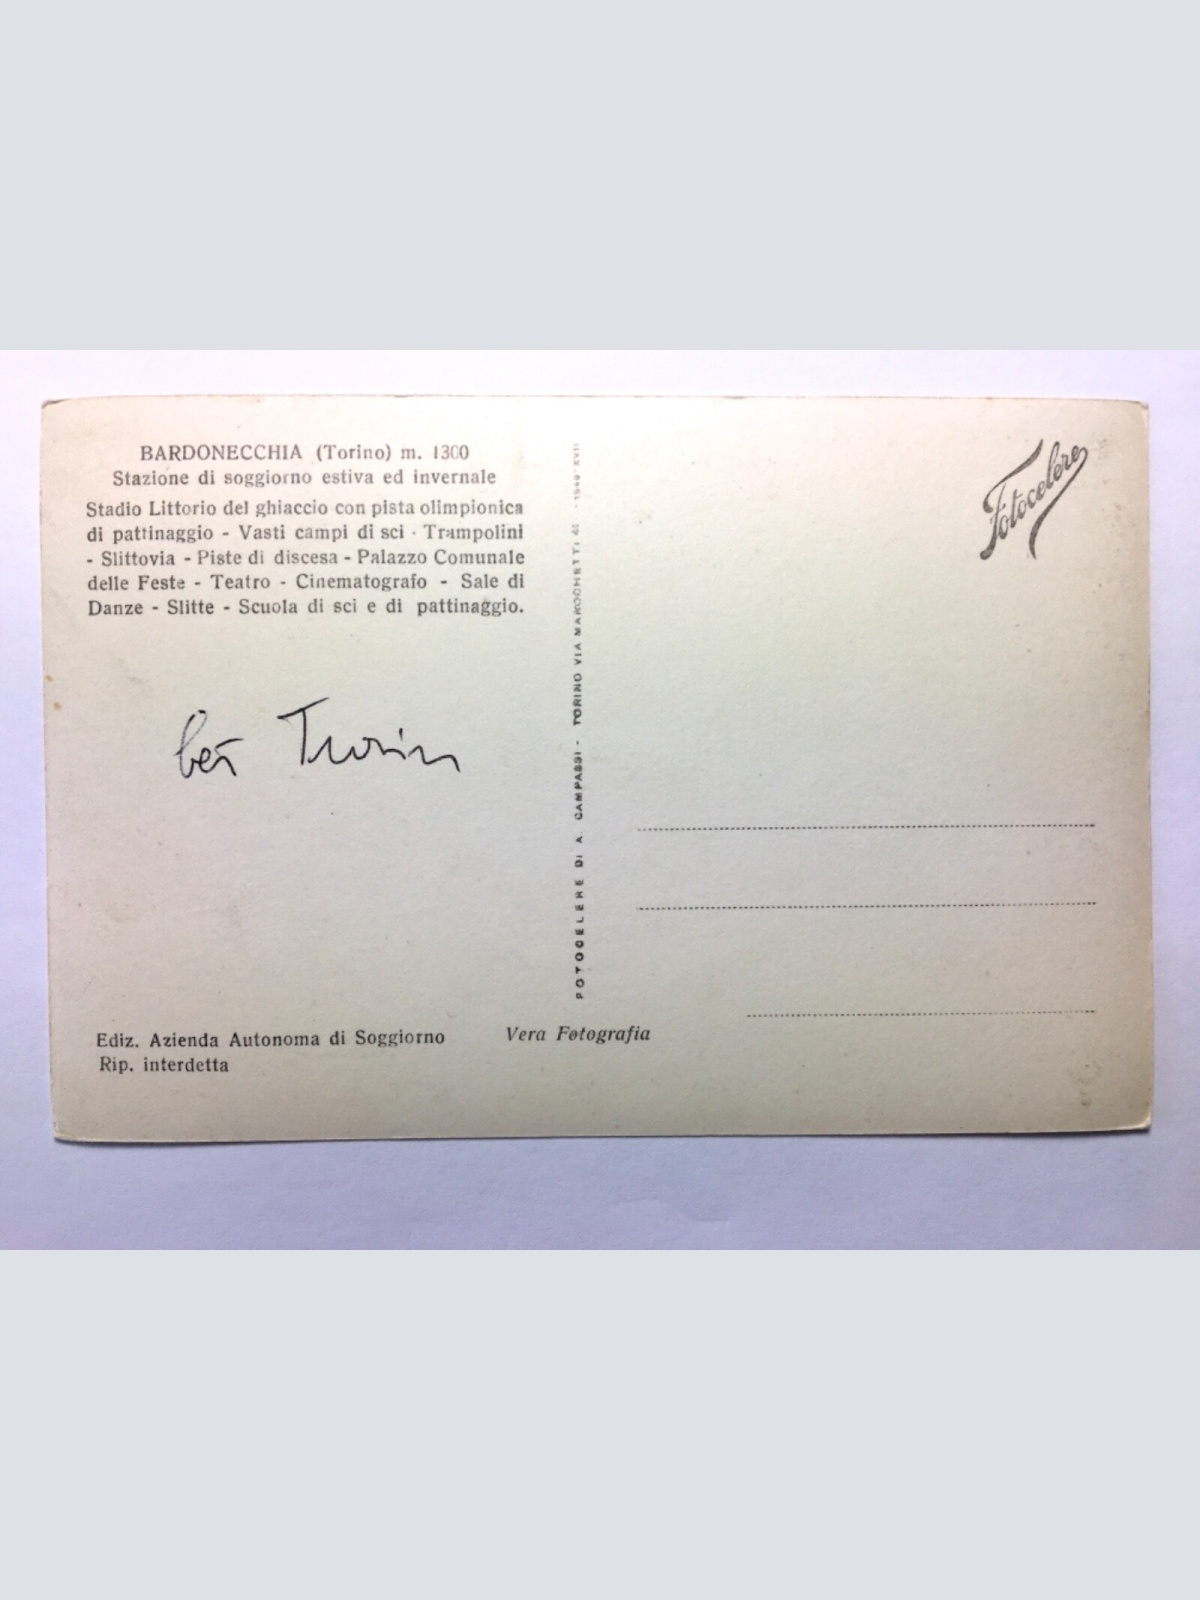 BARDONECCHIA (Torino) m. 1300
Stazione di soggiorno estiva ed invernale
Stadio Littorio del ghiaccio con pista olimpionica
di pattinaggio - Vasti campi di sci - Trampolini
- Slittovia - Piste di discesa - Palazzo Comunale
delle Feste - Teatro - Cinematografo - Sale di
Danze - Slitte - Scuola di sci e di pattinaggio.
bei Turin
Ediz. Azienda Autonoma di Soggiorno
Rip. interdetta
Vera Fotografia
FOTOCELERE DI A. CAMPASSI - TORINO VIA MAROCHETTI
Fotocelere